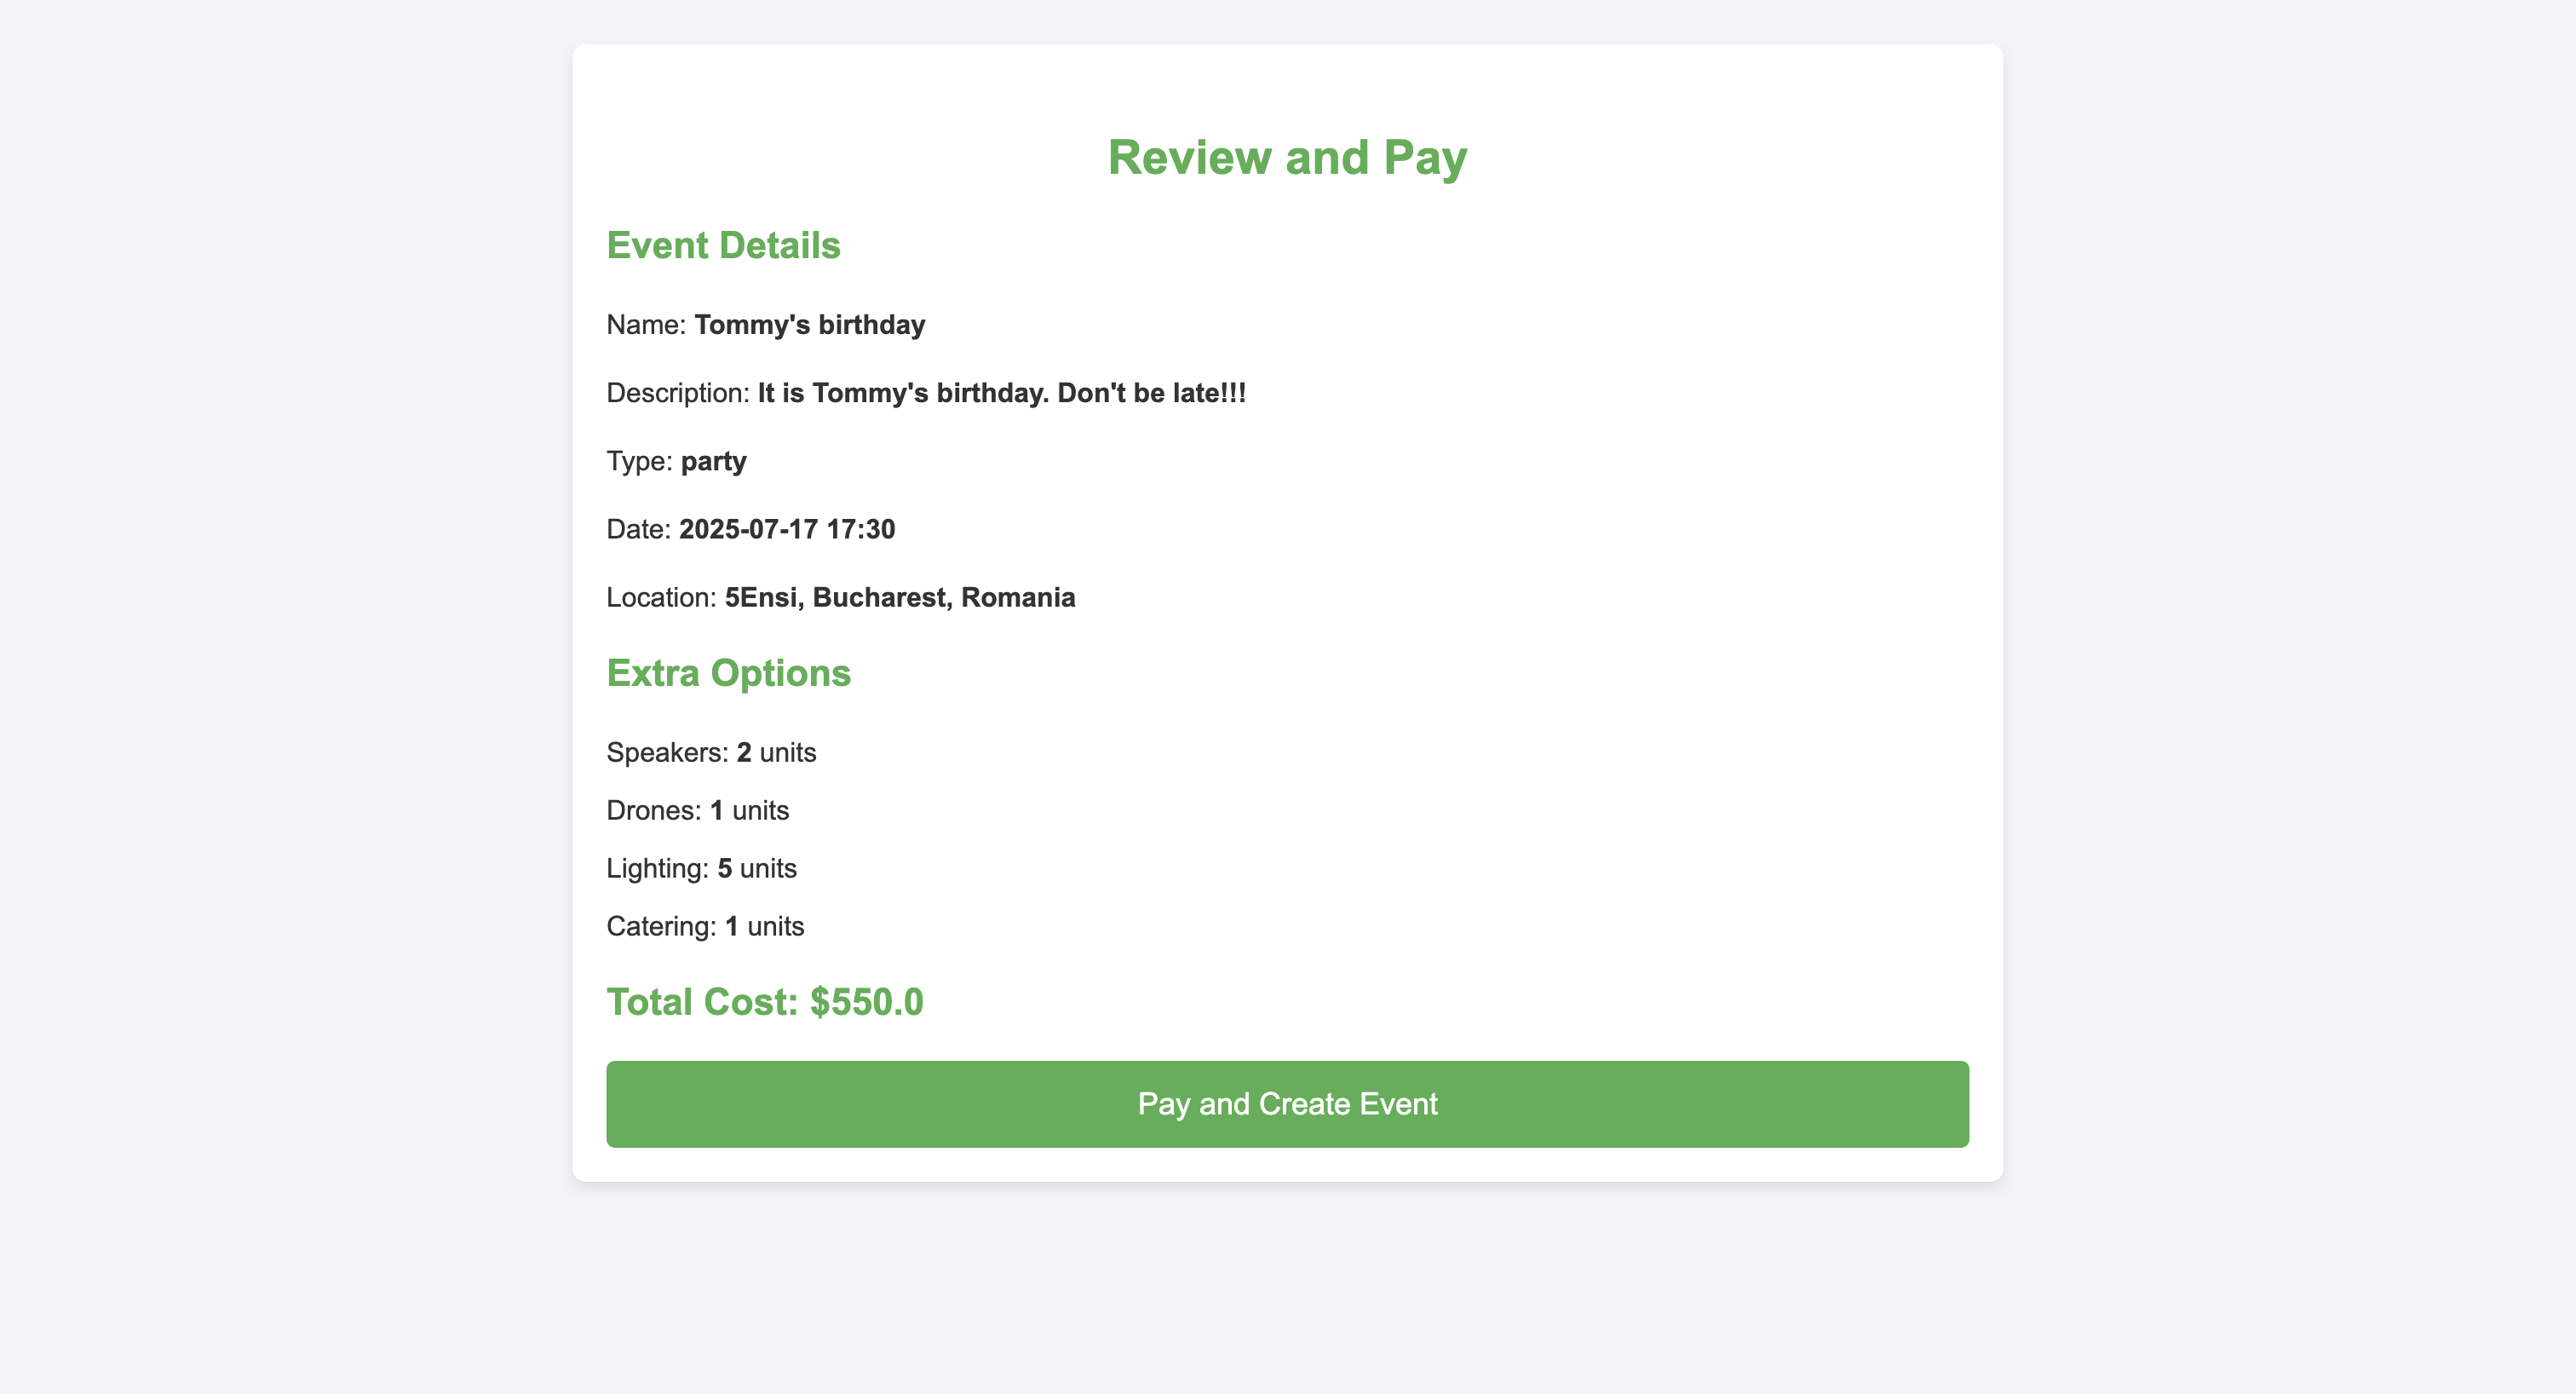 Review and Pay
Event Details
Name: Tommy's birthday
Description: It is Tommy's birthday. Don't be late!!!
Type: party
Date: 2025-07-17 17:30
Location: 5Ensi, Bucharest, Romania
Extra Options
Speakers: 2 units
Drones: 1 units
Lighting: 5 units
Catering: 1 units
Total Cost: $550.0
Pay and Create Event